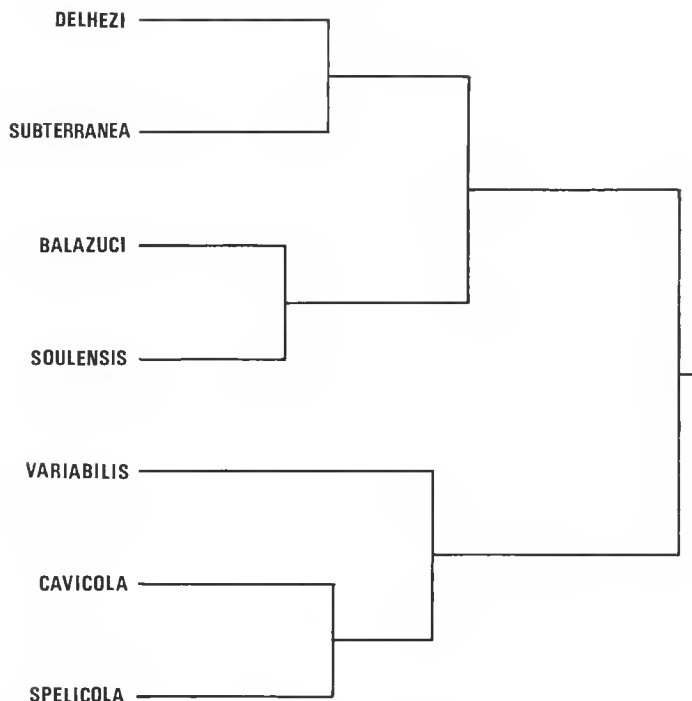 DELHEZI
SUBTERRANEA
BALAZUCI
SOULENSIS
VARIABILIS
CAVICOLA
SPELICOLA